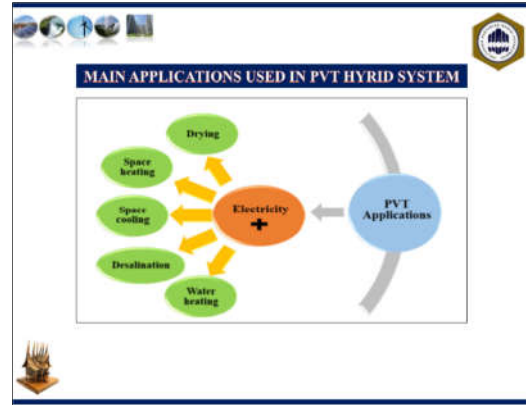 MAIN APPLICATIONS USED IN PVT HYRID SYSTEM
Drying
Space
heating
Space
cooling
Desalination
Water
heating
Electricity
+
PVT
Applications